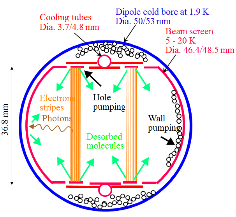 Cooling tubes
Dia. 3.7/4.8 mm
Dipole cold bore at 1.9 K
Dia. 50/53 mm
Beam screen
5 - 20 K
Dia. 46.4/48.5 mm
36.8 mm
Electron
stripes
Photons
Hole
pumping
Wall
pumping
Desorbed
molecules